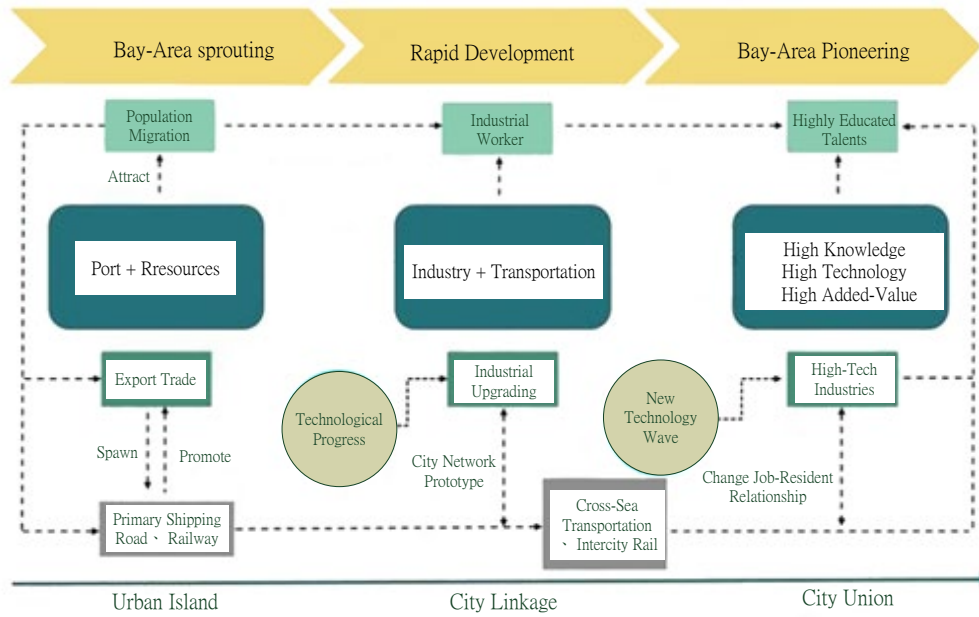 Bay-Area sprouting
Rapid Development
Bay-Area Pioneering
Population
Migration
Industrial
Worker
Highly Educated
Talents
Attract
Port + Rresources
Industry + Transportation
High Knowledge
High Technology
High Added-Value
Export Trade
Technological
Progress
Industrial
Upgrading
New
Technology
Wave
High-Tech
Industries
Spawn
Promote
City Network
Prototype
Change Job-Resident
Relationship
Primary Shipping
Road、Railway
Cross-Sea
Transportation
、Intercity Rail
Urban Island
City Linkage
City Union